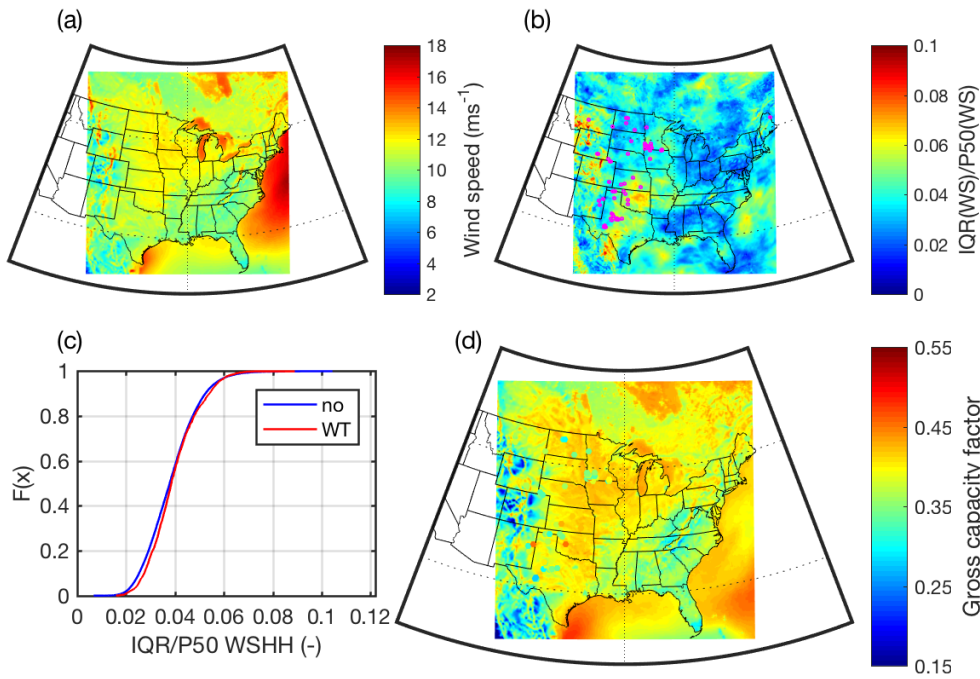 (a)
18
16
14
12
10
8
6
4
2
Wind speed (ms⁻¹)
(b)
0.1
0.08
0.06
0.04
0.02
0
IQR(WS)/P50(WS)
(c)
1
0.8
0.6
0.4
0.2
0
F(x)
no
WT
0 0.02 0.04 0.06 0.08 0.10 0.12
IQR/P50 WSHH (-)
(d)
0.55
0.45
0.35
0.25
0.15
Gross capacity factor